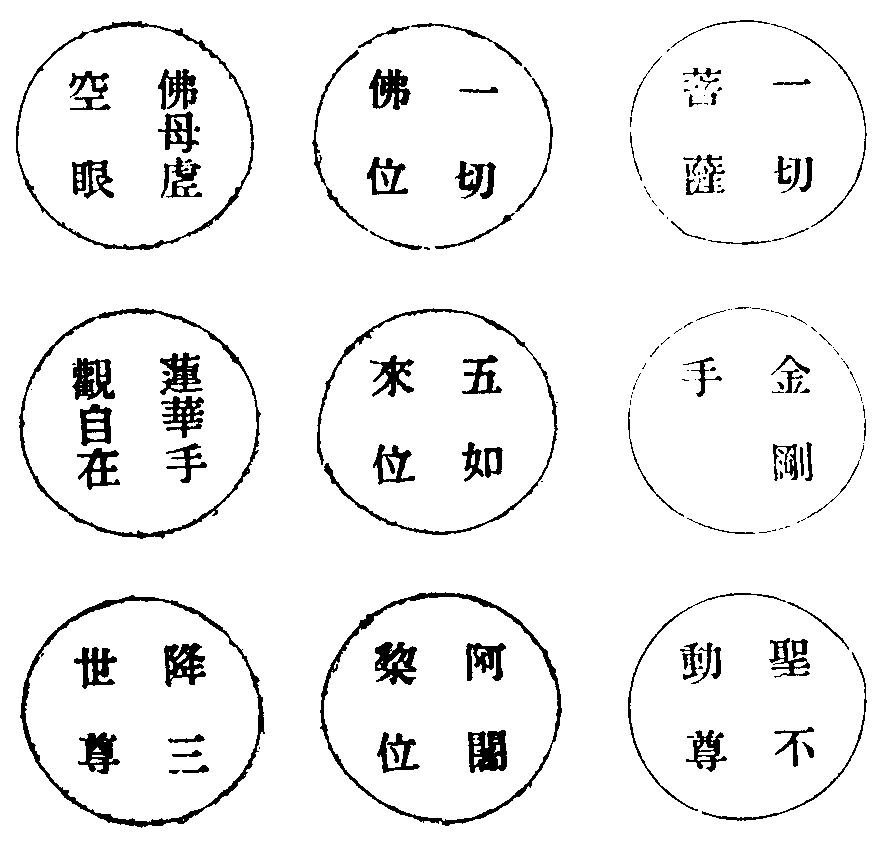 一切
菩薩
一切
佛位
佛母虛
空眼
金剛
手
五如
來位
蓮華手
觀自在
聖不
動尊
阿闍
黎位
降三
世尊